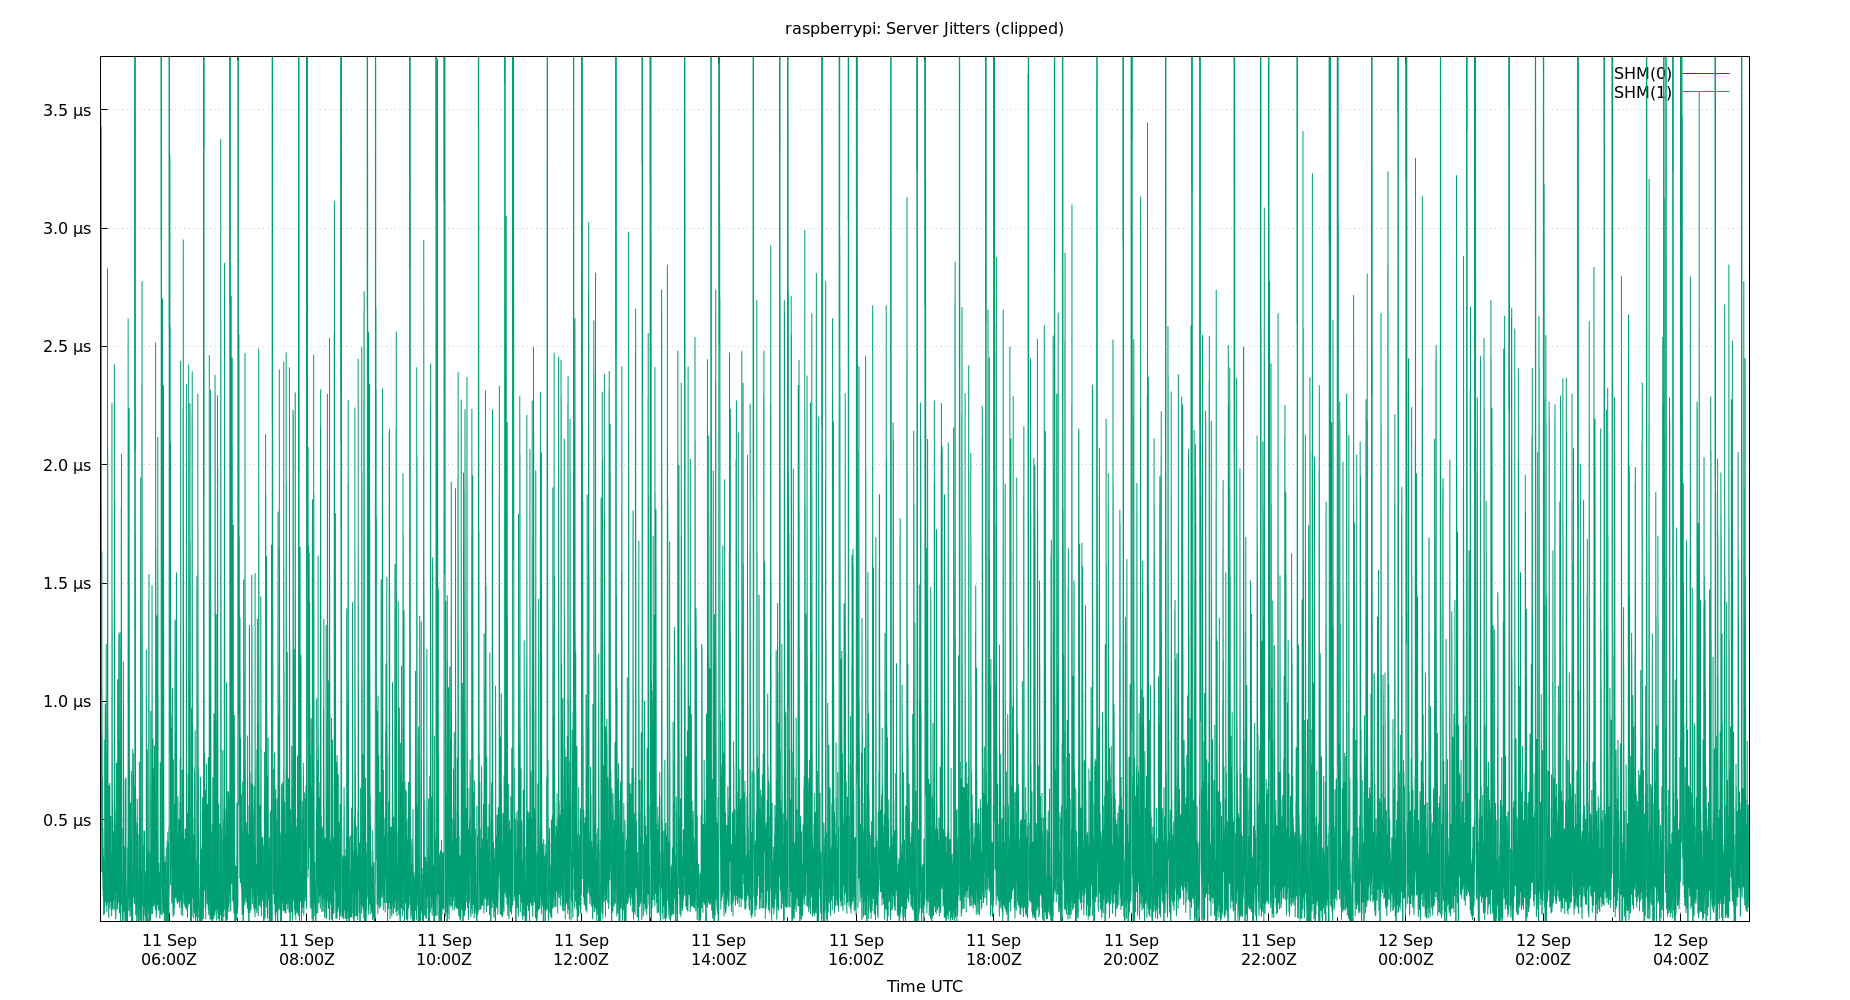 raspberrypi: Server Jitters (clipped)
SHM(0)
SHM(1)
3.5 µs
3.0 µs
2.5 µs
2.0 µs
1.5 µs
1.0 µs
0.5 µs
11 Sep 11 Sep 11 Sep 11 Sep 11 Sep 11 Sep 11 Sep 11 Sep 11 Sep 12 Sep 12 Sep 12 Sep
06:00Z 08:00Z 10:00Z 12:00Z 14:00Z 16:00Z 18:00Z 20:00Z 22:00Z 00:00Z 02:00Z 04:00Z
Time UTC